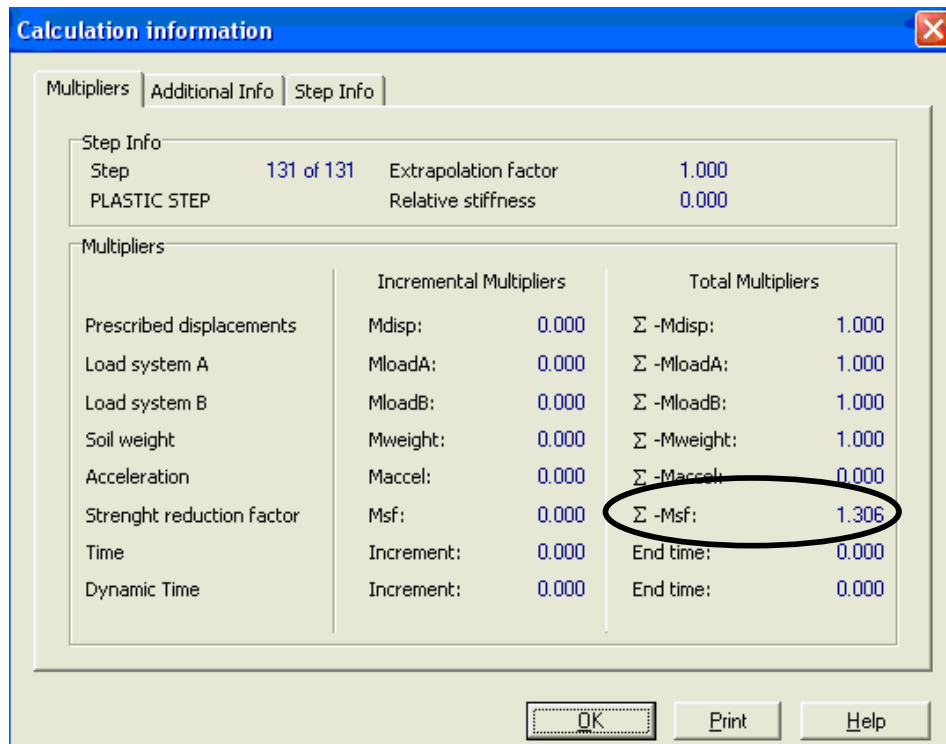 Calculation information
Multipliers Additional Info Step Info
Step Info
Step 131 of 131 Extrapolation factor 1.000
PLASTIC STEP Relative stiffness 0.000
Multipliers
Incremental Multipliers Total Multipliers
Prescribed displacements Mdisp: 0.000 Σ -Mdisp: 1.000
Load system A MloadA: 0.000 Σ -MloadA: 1.000
Load system B MloadB: 0.000 Σ -MloadB: 1.000
Soil weight Mweight: 0.000 Σ -Mweight: 1.000
Acceleration Maccel: 0.000 Σ -Maccel: 0.000
Strenght reduction factor Msf: 0.000 Σ -Msf: 1.306
Time Increment: 0.000 End time: 0.000
Dynamic Time Increment: 0.000 End time: 0.000
OK Print Help